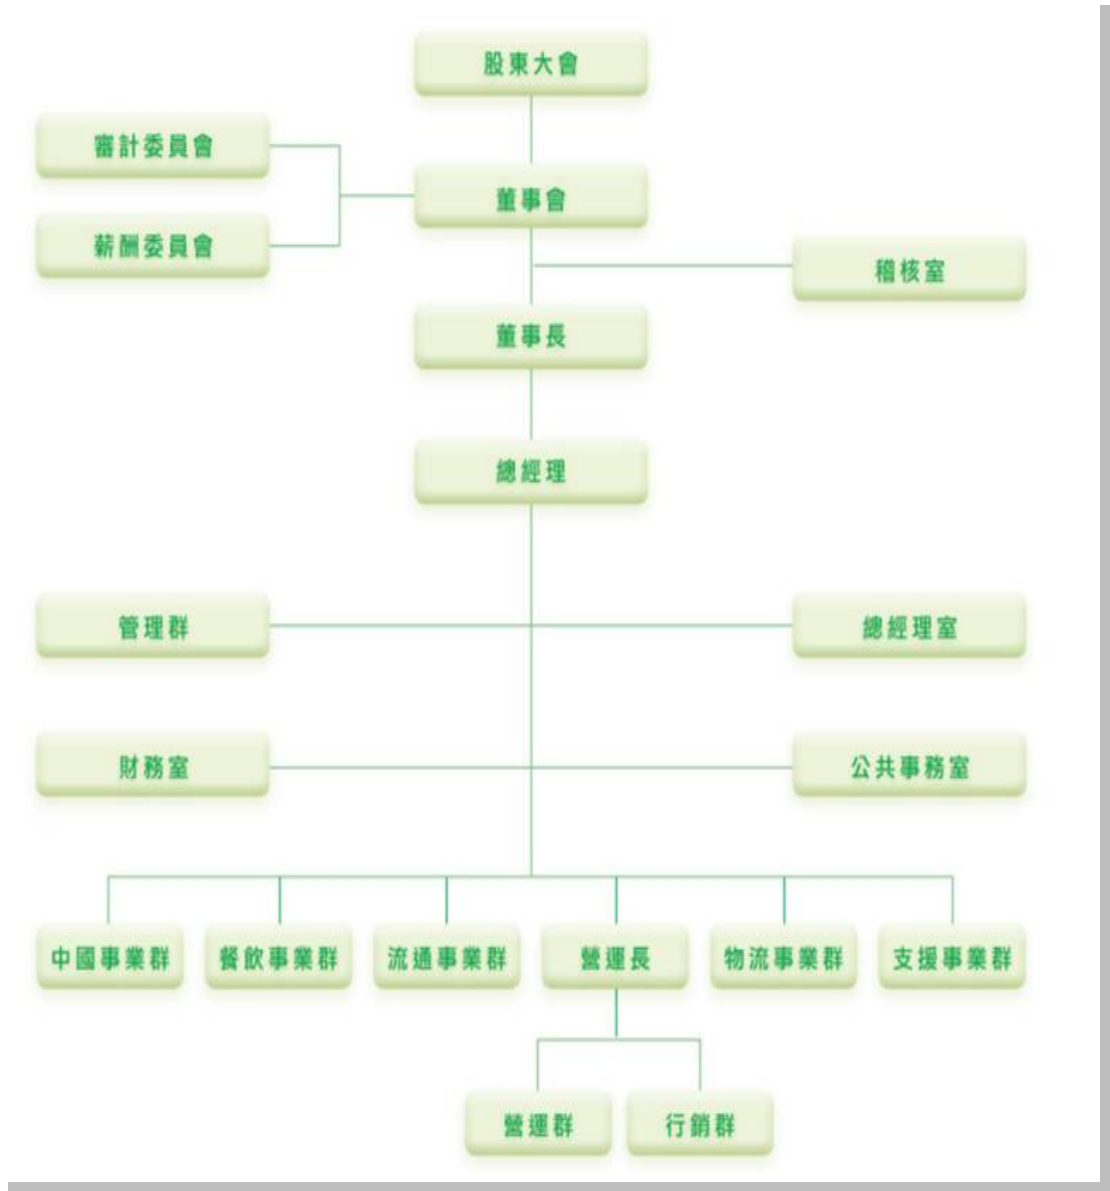 股東大會
審計委員會
董事會
薪酬委員會
稽核室
董事長
總經理
管理群
總經理室
財務室
公共事務室
中國事業群
餐飲事業群
流通事業群
營運長
物流事業群
支援事業群
營運群
行銷群